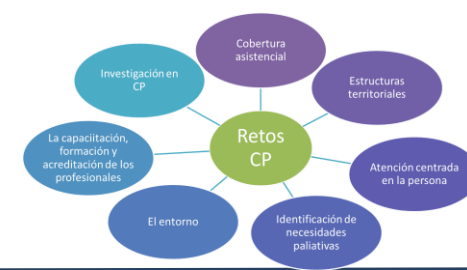 Cobertura
asistencial
Investigación en
CP
Estructuras
territoriales
Retos
CP
La capaciitación,
formación y
acreditación de los
profesionales
Atención centrada
en la persona
El entorno
Identificación de
necesidades
paliativas